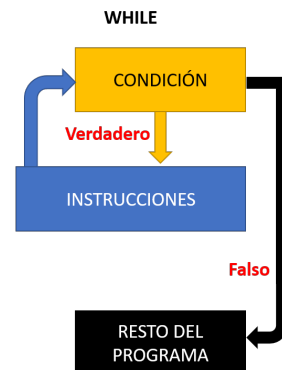 WHILE
CONDICIÓN
Verdadero
INSTRUCCIONES
Falso
RESTO DEL
PROGRAMA